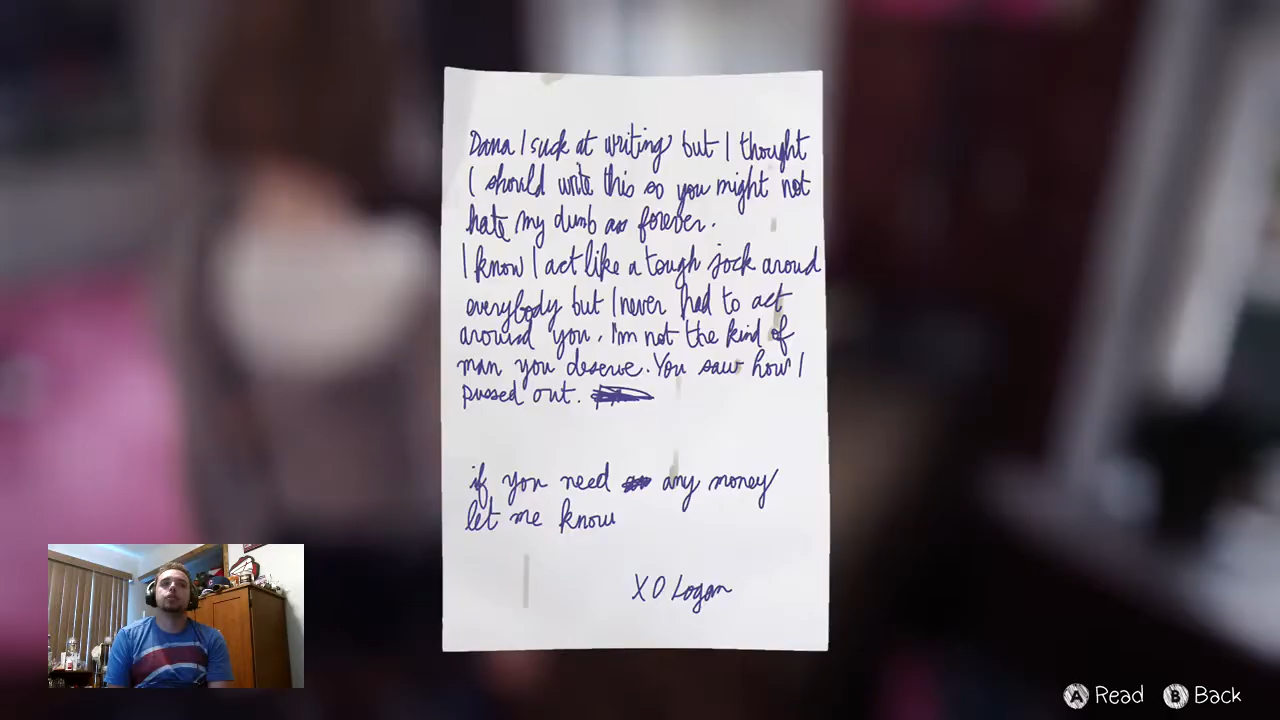 Dana I suck at writing but I thought
I should write this so you might not
hate my dumb ass forever.
I know I act like a tough jock aroud
everybody but I never had to act
around you. I'm not the kind of
man you deserve. You saw how I
pussed out.
if you need any money
let me know
XO Logan
A Read B Back